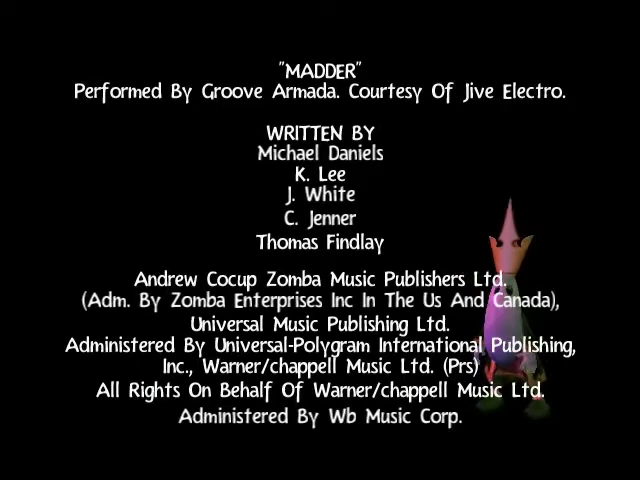 "MADDER"
Performed By Groove Armada. Courtesy Of Jive Electro.
WRITTEN BY
Michael Daniels
K. Lee
J. White
C. Jenner
Thomas Findlay
Andrew Cocup Zomba Music Publishers Ltd.
(Adm. By Zomba Enterprises Inc In The Us And Canada),
Universal Music Publishing Ltd.
Administered By Universal-Polygram International Publishing,
Inc., Warner/chappell Music Ltd. (Prs)
All Rights On Behalf Of Warner/chappell Music Ltd.
Administered By Wb Music Corp.